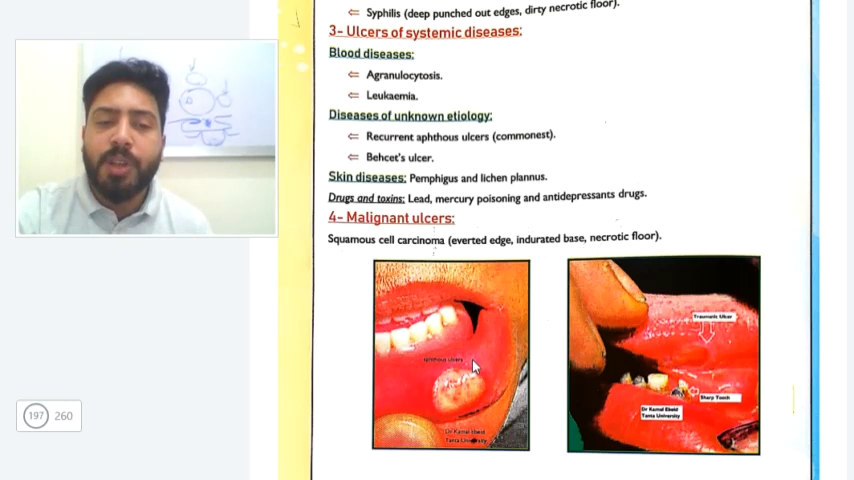 ⇐ Syphilis (deep punched out edges, dirty necrotic floor).
3- Ulcers of systemic diseases:
Blood diseases:
⇐ Agranulocytosis.
⇐ Leukaemia.
Diseases of unknown etiology:
⇐ Recurrent aphthous ulcers (commonest).
⇐ Behcet's ulcer.
Skin diseases: Pemphigus and lichen plannus.
Drugs and toxins: Lead, mercury poisoning and antidepressants drugs.
4- Malignant ulcers:
Squamous cell carcinoma (everted edge, indurated base, necrotic floor).
Aphthous Ulcers
Dr Kamal Ebeid
Tanta University
Traumatic Ulcer
Sharp Tooth
Dr Kamal Ebeid
Tanta University
197 260